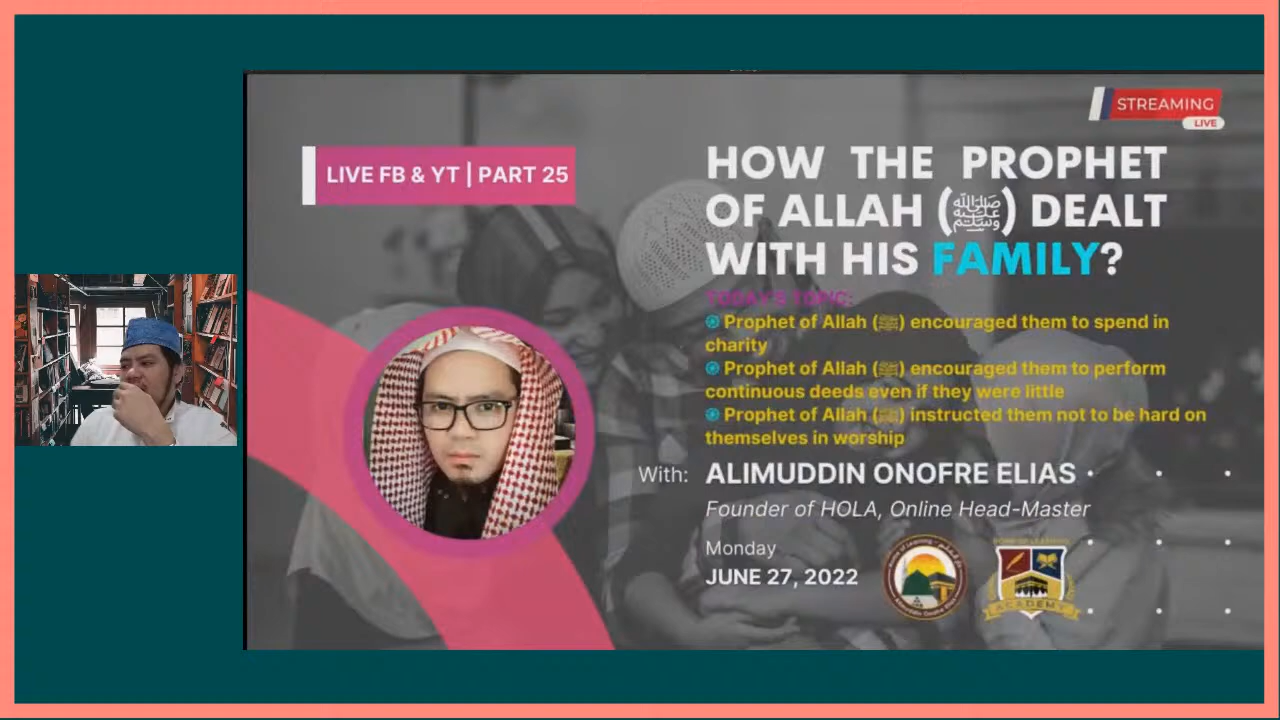 STREAMING
LIVE
LIVE FB & YT | PART 25
HOW THE PROPHET
OF ALLAH (ﷺ) DEALT
WITH HIS FAMILY?
TODAY'S TOPIC:
Prophet of Allah (ﷺ) encouraged them to spend in
charity
Prophet of Allah (ﷺ) encouraged them to perform
continuous deeds even if they were little
Prophet of Allah (ﷺ) instructed them not to be hard on
themselves in worship
With: ALIMUDDIN ONOFRE ELIAS
Founder of HOLA, Online Head-Master
Monday
JUNE 27, 2022
ACADEMY